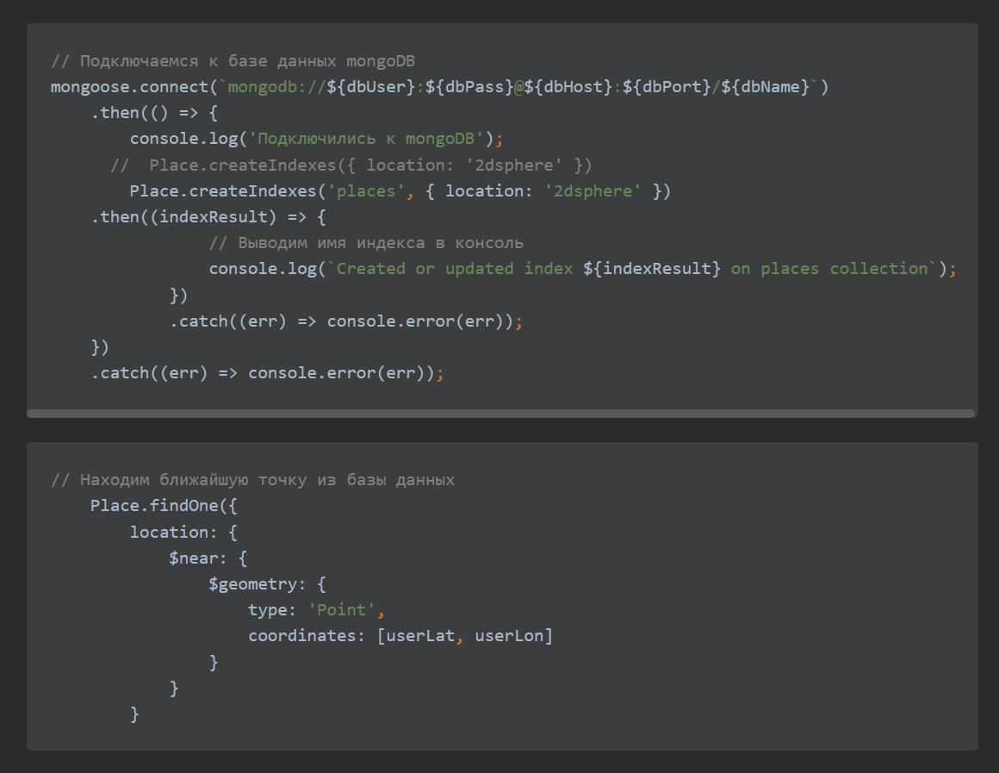 // Подключаемся к базе данных mongoDB
mongoose.connect(`mongodb://${dbUser}:${dbPass}@${dbHost}:${dbPort}/${dbName}`)
    .then(() => {
        console.log('Подключились к mongoDB');
      //  Place.createIndexes({ location: '2dsphere' })
        Place.createIndexes('places', { location: '2dsphere' })
    .then((indexResult) => {
                // Выводим имя индекса в консоль
                console.log(`Created or updated index ${indexResult} on places collection`);
            })
            .catch((err) => console.error(err));
    })
    .catch((err) => console.error(err));
// Находим ближайшую точку из базы данных
    Place.findOne({
        location: {
            $near: {
                $geometry: {
                    type: 'Point',
                    coordinates: [userLat, userLon]
                }
            }
        }